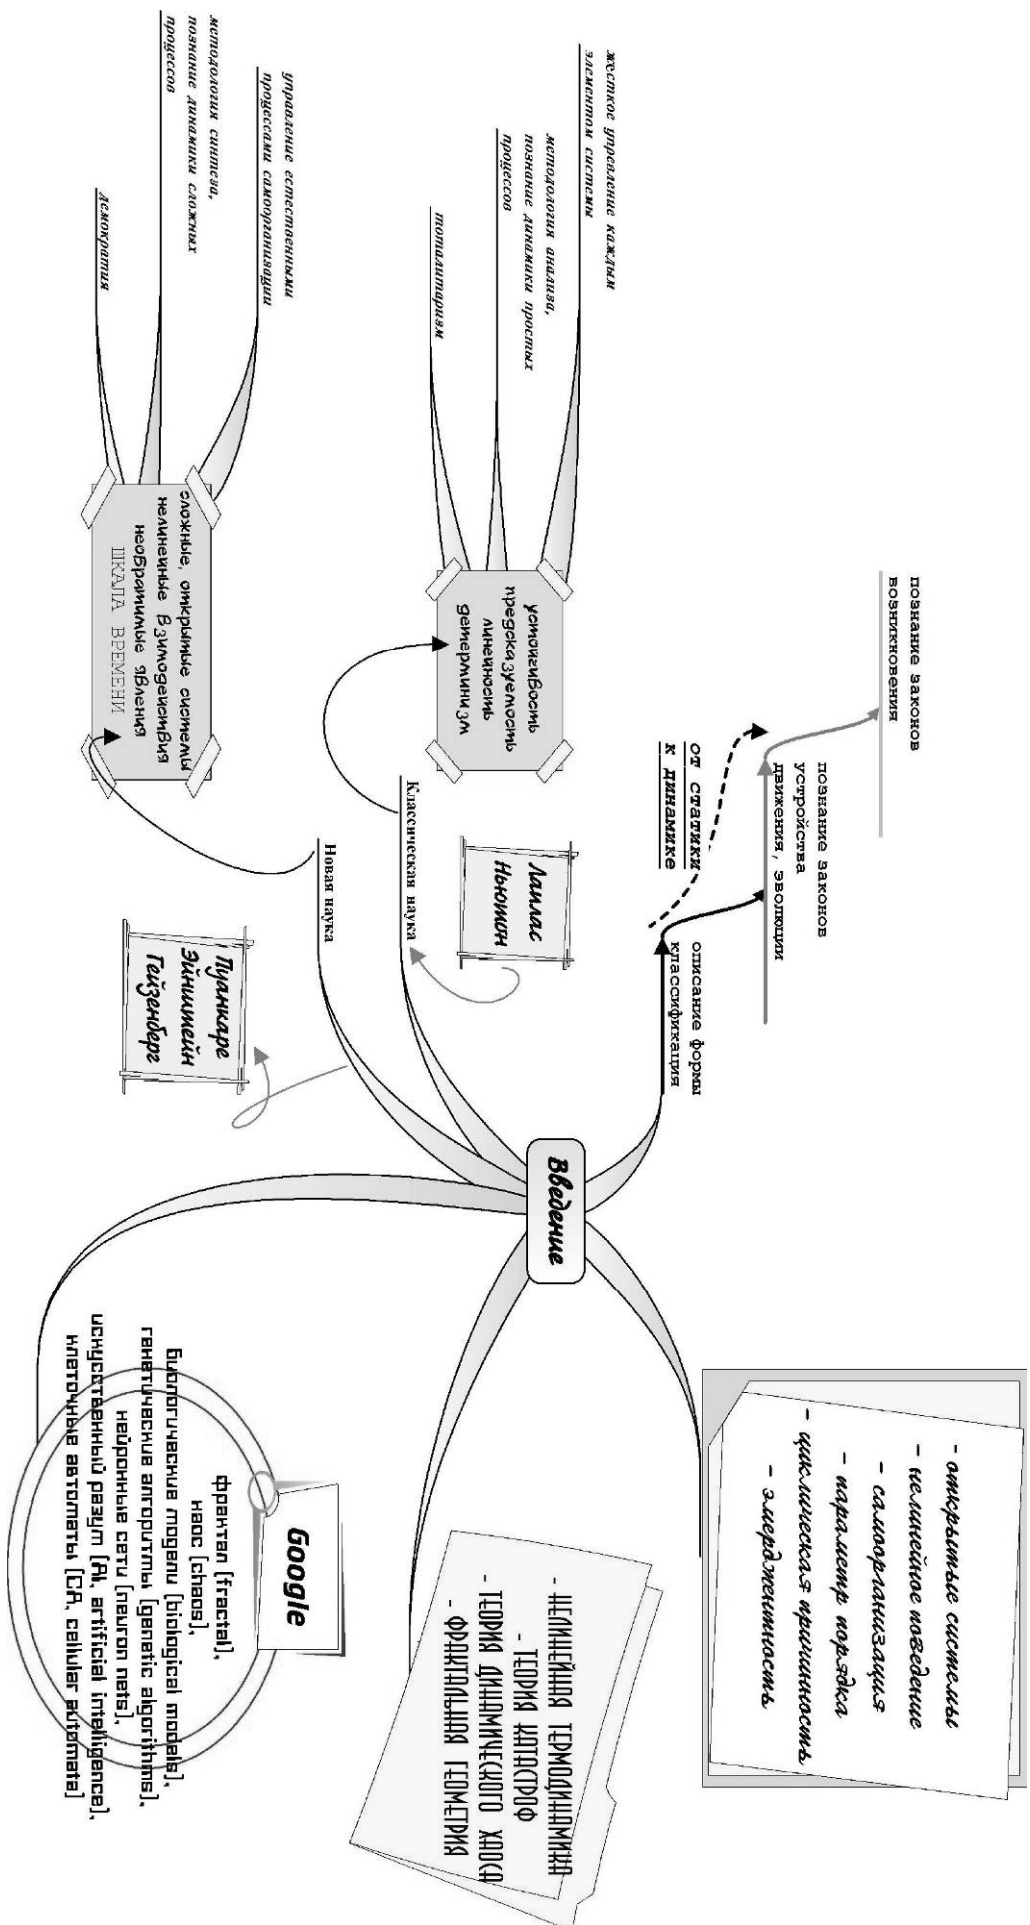 познание законов
возникновения
познание законов
устройства
движения, эволюции
от статики
к динамике
описание формы
классификация
жесткое управление каждым
элементом системы
методология анализа,
познание динамики простых
процессов
тоталитаризм
устойчивость
предсказуемость
линейность
детерминизм
Лаплас
Ньютон
Классическая наука
управление естественными
процессами самоорганизации
методология синтеза,
познание динамики сложных
процессов
демократия
сложные, открытые системы
нелинейные взимодействия
необратимые явления
ШКАЛА ВРЕМЕНИ
Новая наука
Пуанкаре
Эйнштейн
Гейзенберг
Введение
- открытые системы
- нелинейное поведение
- самоорганизация
- параметр порядка
- циклическая причинность
- эмерджентность
- НЕЛИНЕЙНАЯ ТЕРМОДИНАМИКА
- ТЕОРИЯ КАТАСТРОФ
- ТЕОРИЯ ДИНАМИЧЕСКОГО ХАОСА
- ФРАКТАЛЬНАЯ ГЕОМЕТРИЯ
Google
фрактал (fractal),
хаос (chaos),
биологические модели (biological models),
генетические алгоритмы (genetic algorithms),
нейронные сети (neuron nets),
искусственный разум (AI, artificial intelligence),
клеточные автоматы (CA, cellular automata)